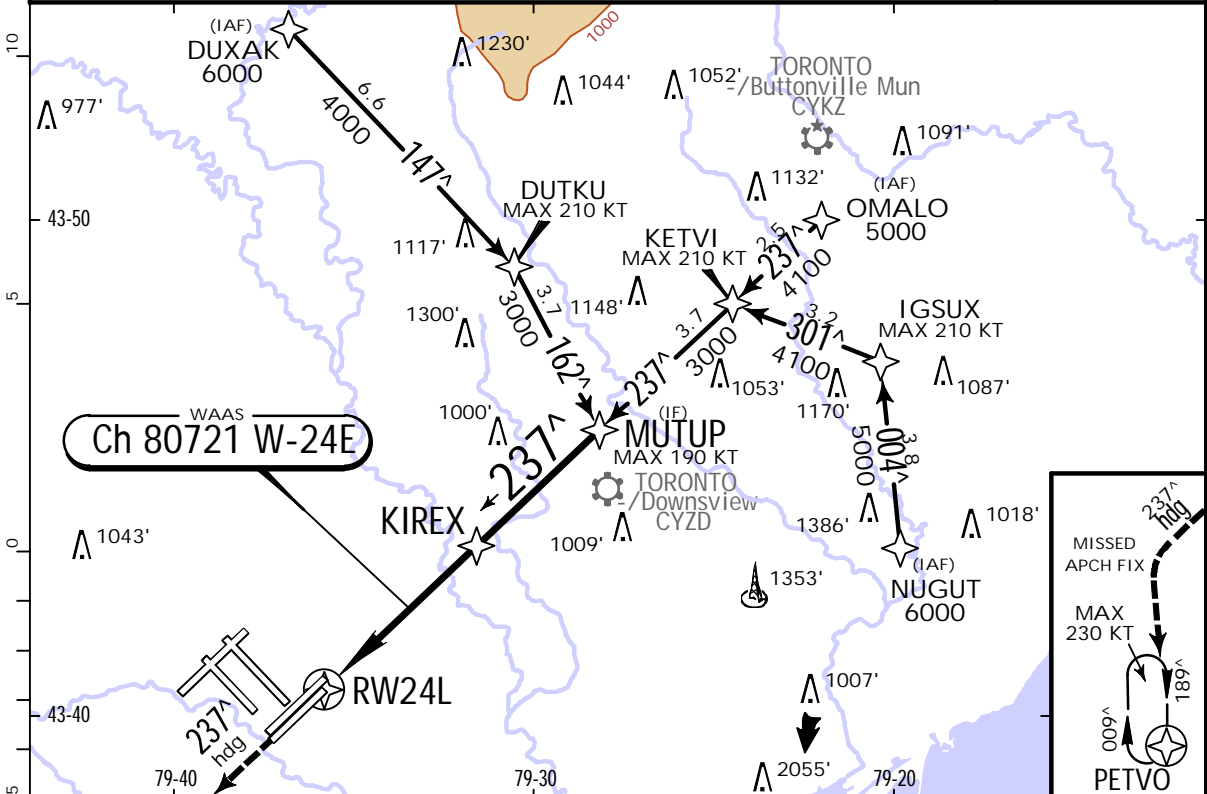 (IAF)
DUXAK
6000
10
1230'
1000
1044'
1052'
TORONTO
-/Buttonville Mun
CYKZ
977'
6.6
4000
147^
1091'
1132'
(IAF)
OMALO
5000
DUTKU
MAX 210 KT
43-50
1117'
KETVI
MAX 210 KT
2.5
237^
4100
5
3.7
3000
162^
1148'
1300'
3.7
3000
237^
3.2
301^
4100
IGSUX
MAX 210 KT
1053'
1170'
1087'
WAAS
Ch 80721 W-24E
1000'
237^
(IF)
MUTUP
MAX 190 KT
TORONTO
-/Downsview
CYZD
3.8
004^
5000
KIREX
1009'
1386'
1018'
1043'
0
(IAF)
NUGUT
6000
1353'
RW24L
1007'
43-40
237^
hdg
79-40
79-30
79-20
2055'
5
237^
hdg
MISSED
APCH FIX
MAX
230 KT
189^
009^
PETVO